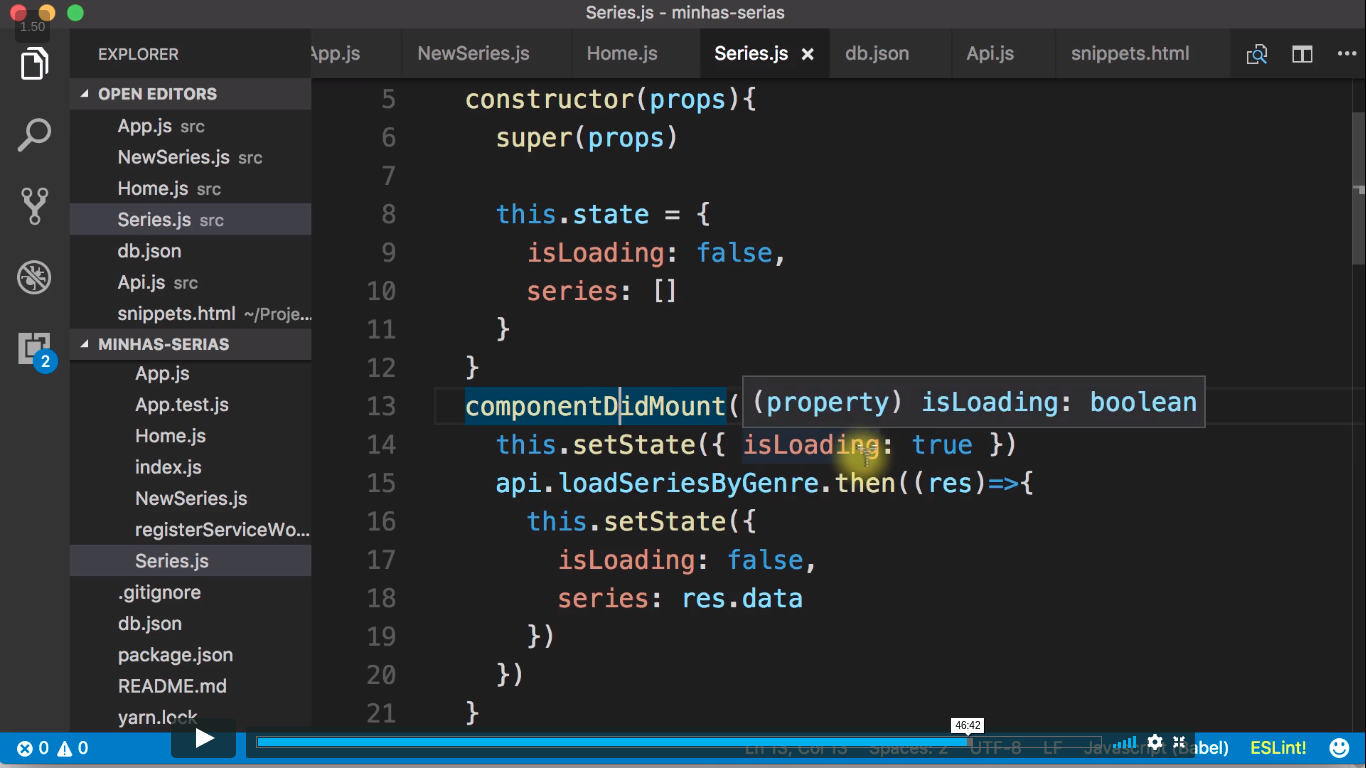 Series.js - minhas-serias
1.50
EXPLORER
App.js
NewSeries.js
Home.js
Series.js ×
db.json
Api.js
snippets.html
OPEN EDITORS
App.js src
NewSeries.js src
Home.js src
Series.js src
db.json
Api.js src
snippets.html ~/Proje...
MINHAS-SERIAS
App.js
App.test.js
Home.js
index.js
NewSeries.js
registerServiceWo...
Series.js
.gitignore
db.json
package.json
README.md
yarn.lock
2
5 constructor(props){
6 super(props)
7
8 this.state = {
9 isLoading: false,
10 series: []
11 }
12 }
13 componentDidMount(
(property) isLoading: boolean
14 this.setState({ isLoading: true })
15 api.loadSeriesByGenre.then((res)=>{
16 this.setState({
17 isLoading: false,
18 series: res.data
19 })
20 })
21 }
46:42
0 0
Ln 13, Col 13 Spaces: 2 UTF-8 LF Javascript (Babel) ESLint!